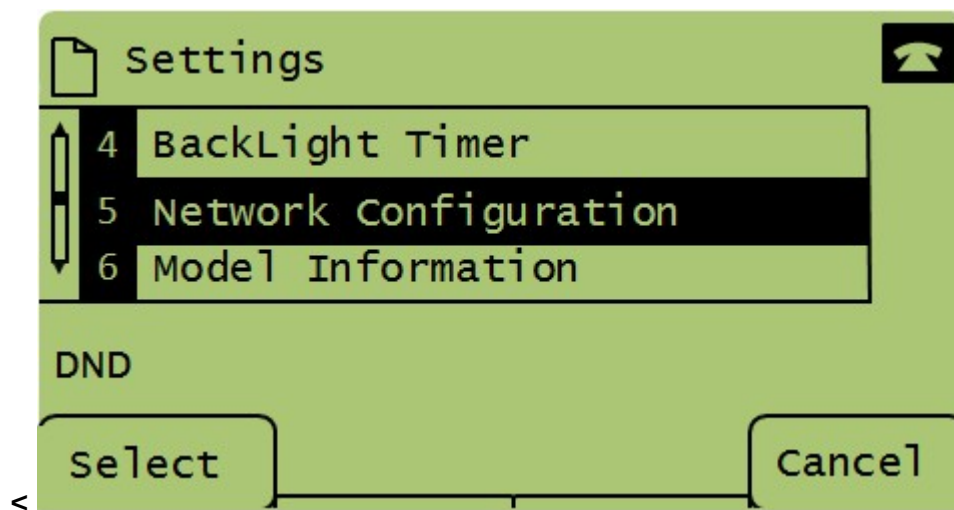 Settings
4 BackLight Timer
5 Network Configuration
6 Model Information
DND
Select Cancel
<